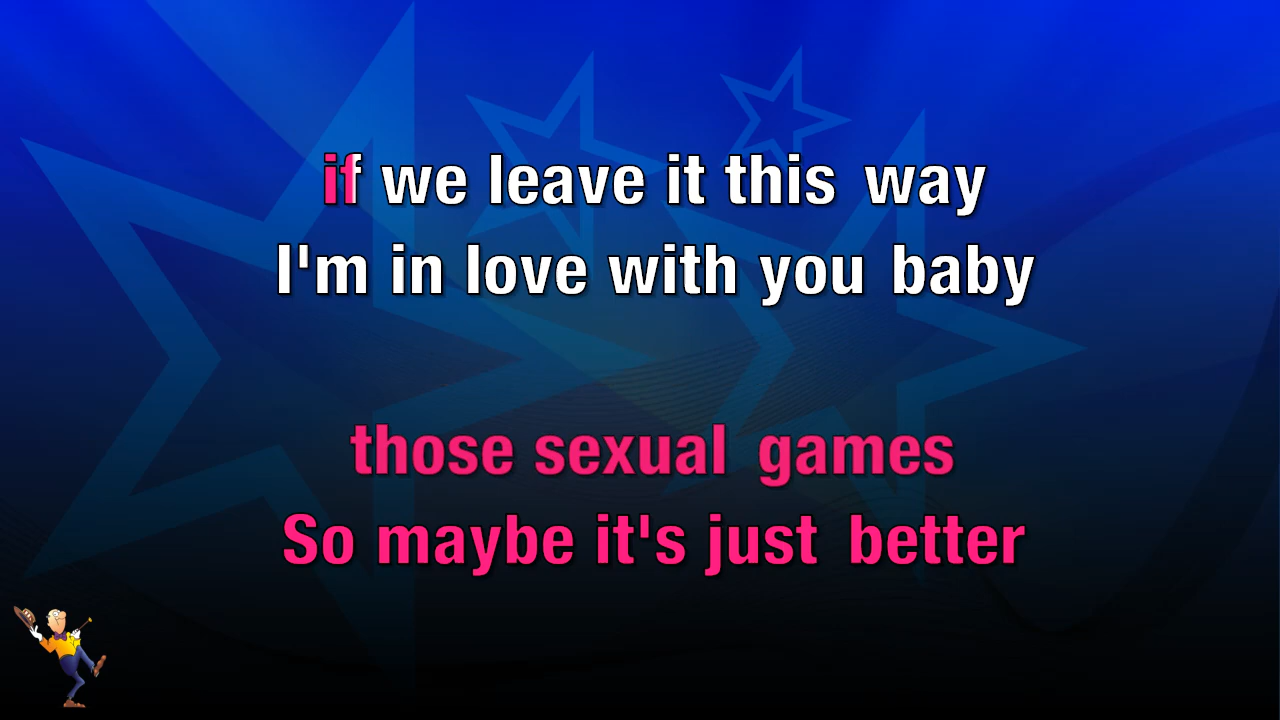 if we leave it this way
I'm in love with you baby
those sexual games
So maybe it's just better